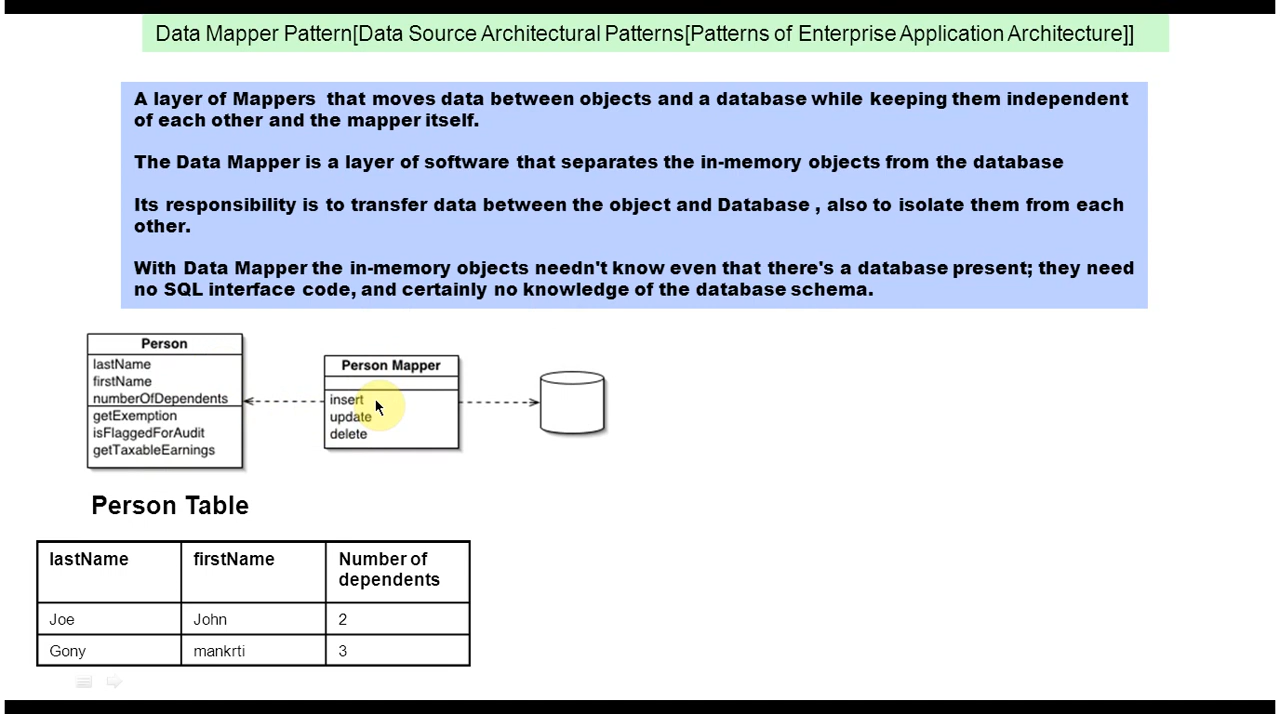 Data Mapper Pattern[Data Source Architectural Patterns[Patterns of Enterprise Application Architecture]]
A layer of Mappers that moves data between objects and a database while keeping them independent
of each other and the mapper itself.
The Data Mapper is a layer of software that separates the in-memory objects from the database
Its responsibility is to transfer data between the object and Database , also to isolate them from each
other.
With Data Mapper the in-memory objects needn't know even that there's a database present; they need
no SQL interface code, and certainly no knowledge of the database schema.
Person
lastName
firstName
numberOfDependents
getExemption
isFlaggedForAudit
getTaxableEarnings
Person Mapper
insert
update
delete
Person Table
lastName firstName Number of
dependents
Joe John 2
Gony mankrti 3